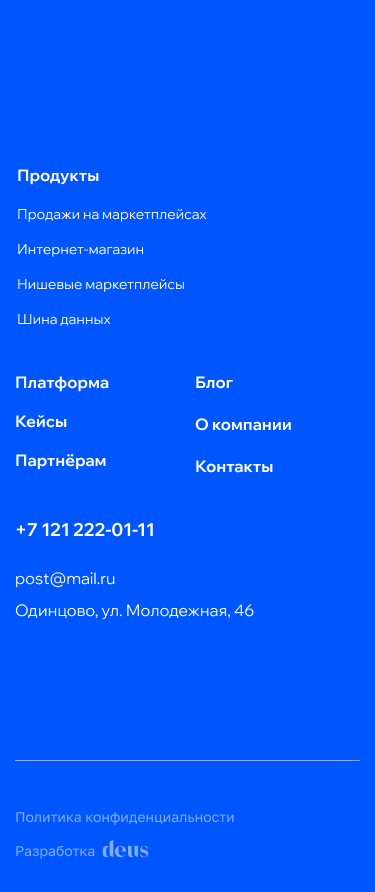 Продукты
Продажи на маркетплейсах
Интернет-магазин
Нишевые маркетплейсы
Шина данных
Платформа
Кейсы
Партнёрам
Блог
О компании
Контакты
+7 121 222-01-11
post@mail.ru
Одинцово, ул. Молодежная, 46
Политика конфиденциальности
Разработка deus